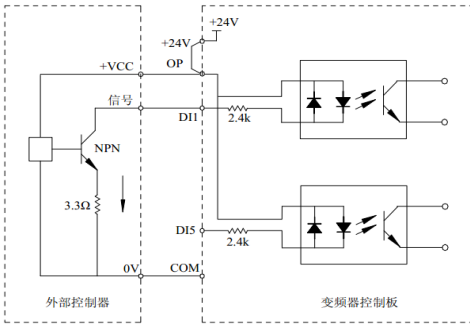 +24V
+24V
OP
+VCC
信号
DI1
2.4k
NPN
3.3Ω
DI5
2.4k
0V
COM
外部控制器
变频器控制板